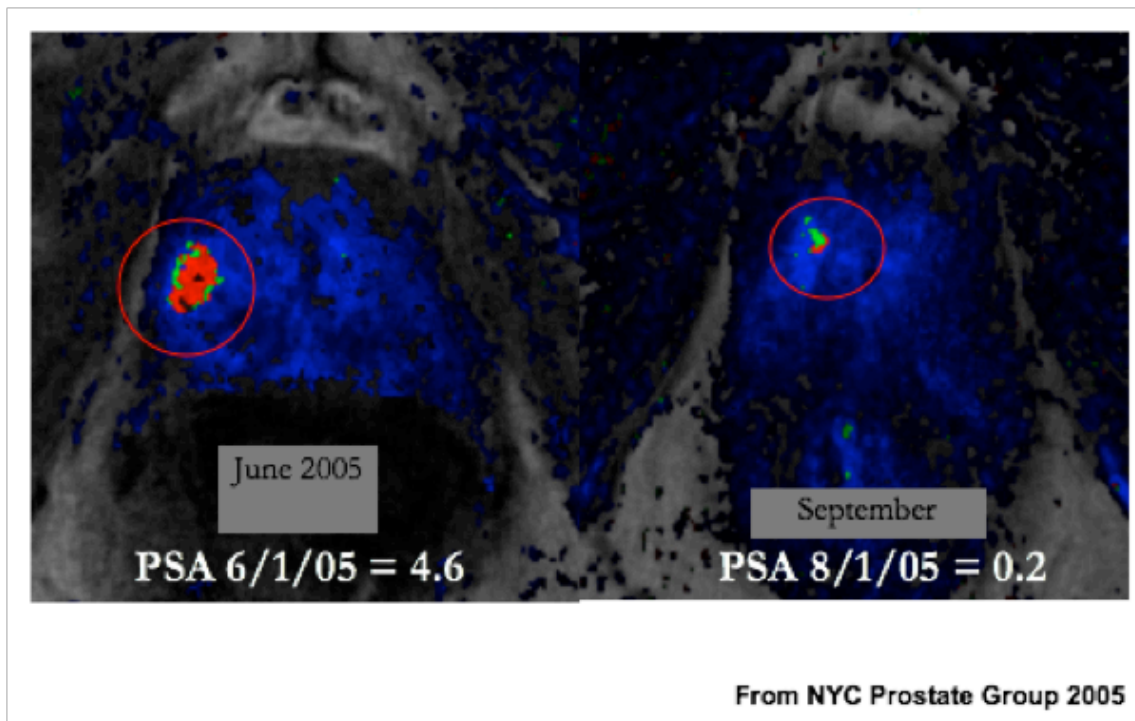 June 2005
September
PSA 6/1/05 = 4.6
PSA 8/1/05 = 0.2
From NYC Prostate Group 2005